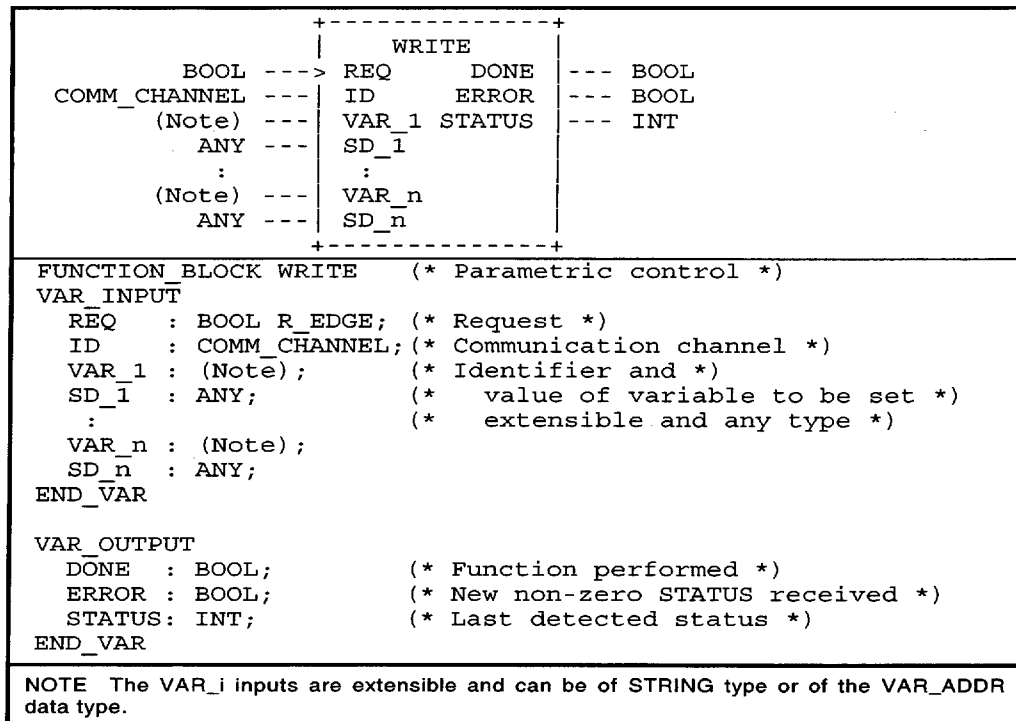 +---------------+
| WRITE |
BOOL ---> REQ DONE |--- BOOL
COMM_CHANNEL ---| ID ERROR |--- BOOL
(Note) ---| VAR_1 STATUS |--- INT
ANY ---| SD_1 |
: | : |
(Note) ---| VAR_n |
ANY ---| SD_n |
+---------------+
FUNCTION_BLOCK WRITE (* Parametric control *)
VAR_INPUT
REQ : BOOL R_EDGE; (* Request *)
ID : COMM_CHANNEL; (* Communication channel *)
VAR_1 : (Note); (* Identifier and *)
SD_1 : ANY; (* value of variable to be set *)
: (* extensible and any type *)
VAR_n : (Note);
SD_n : ANY;
END_VAR
VAR_OUTPUT
DONE : BOOL; (* Function performed *)
ERROR : BOOL; (* New non-zero STATUS received *)
STATUS: INT; (* Last detected status *)
END_VAR
NOTE The VAR_i inputs are extensible and can be of STRING type or of the VAR_ADDR
data type.